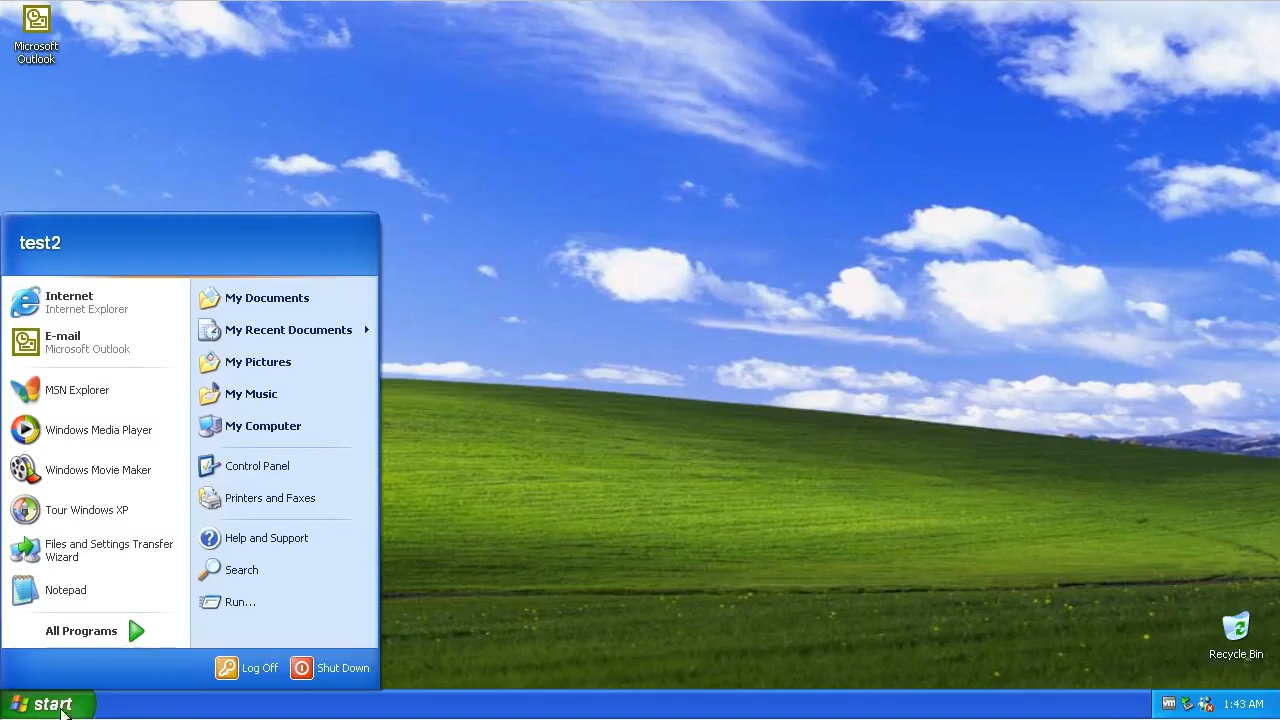 Microsoft
Outlook
test2
Internet
Internet Explorer
E-mail
Microsoft Outlook
MSN Explorer
Windows Media Player
Windows Movie Maker
Tour Windows XP
Files and Settings Transfer
Wizard
Notepad
All Programs
My Documents
My Recent Documents
My Pictures
My Music
My Computer
Control Panel
Printers and Faxes
Help and Support
Search
Run...
Log Off
Shut Down
Recycle Bin
start
vm
1:43 AM